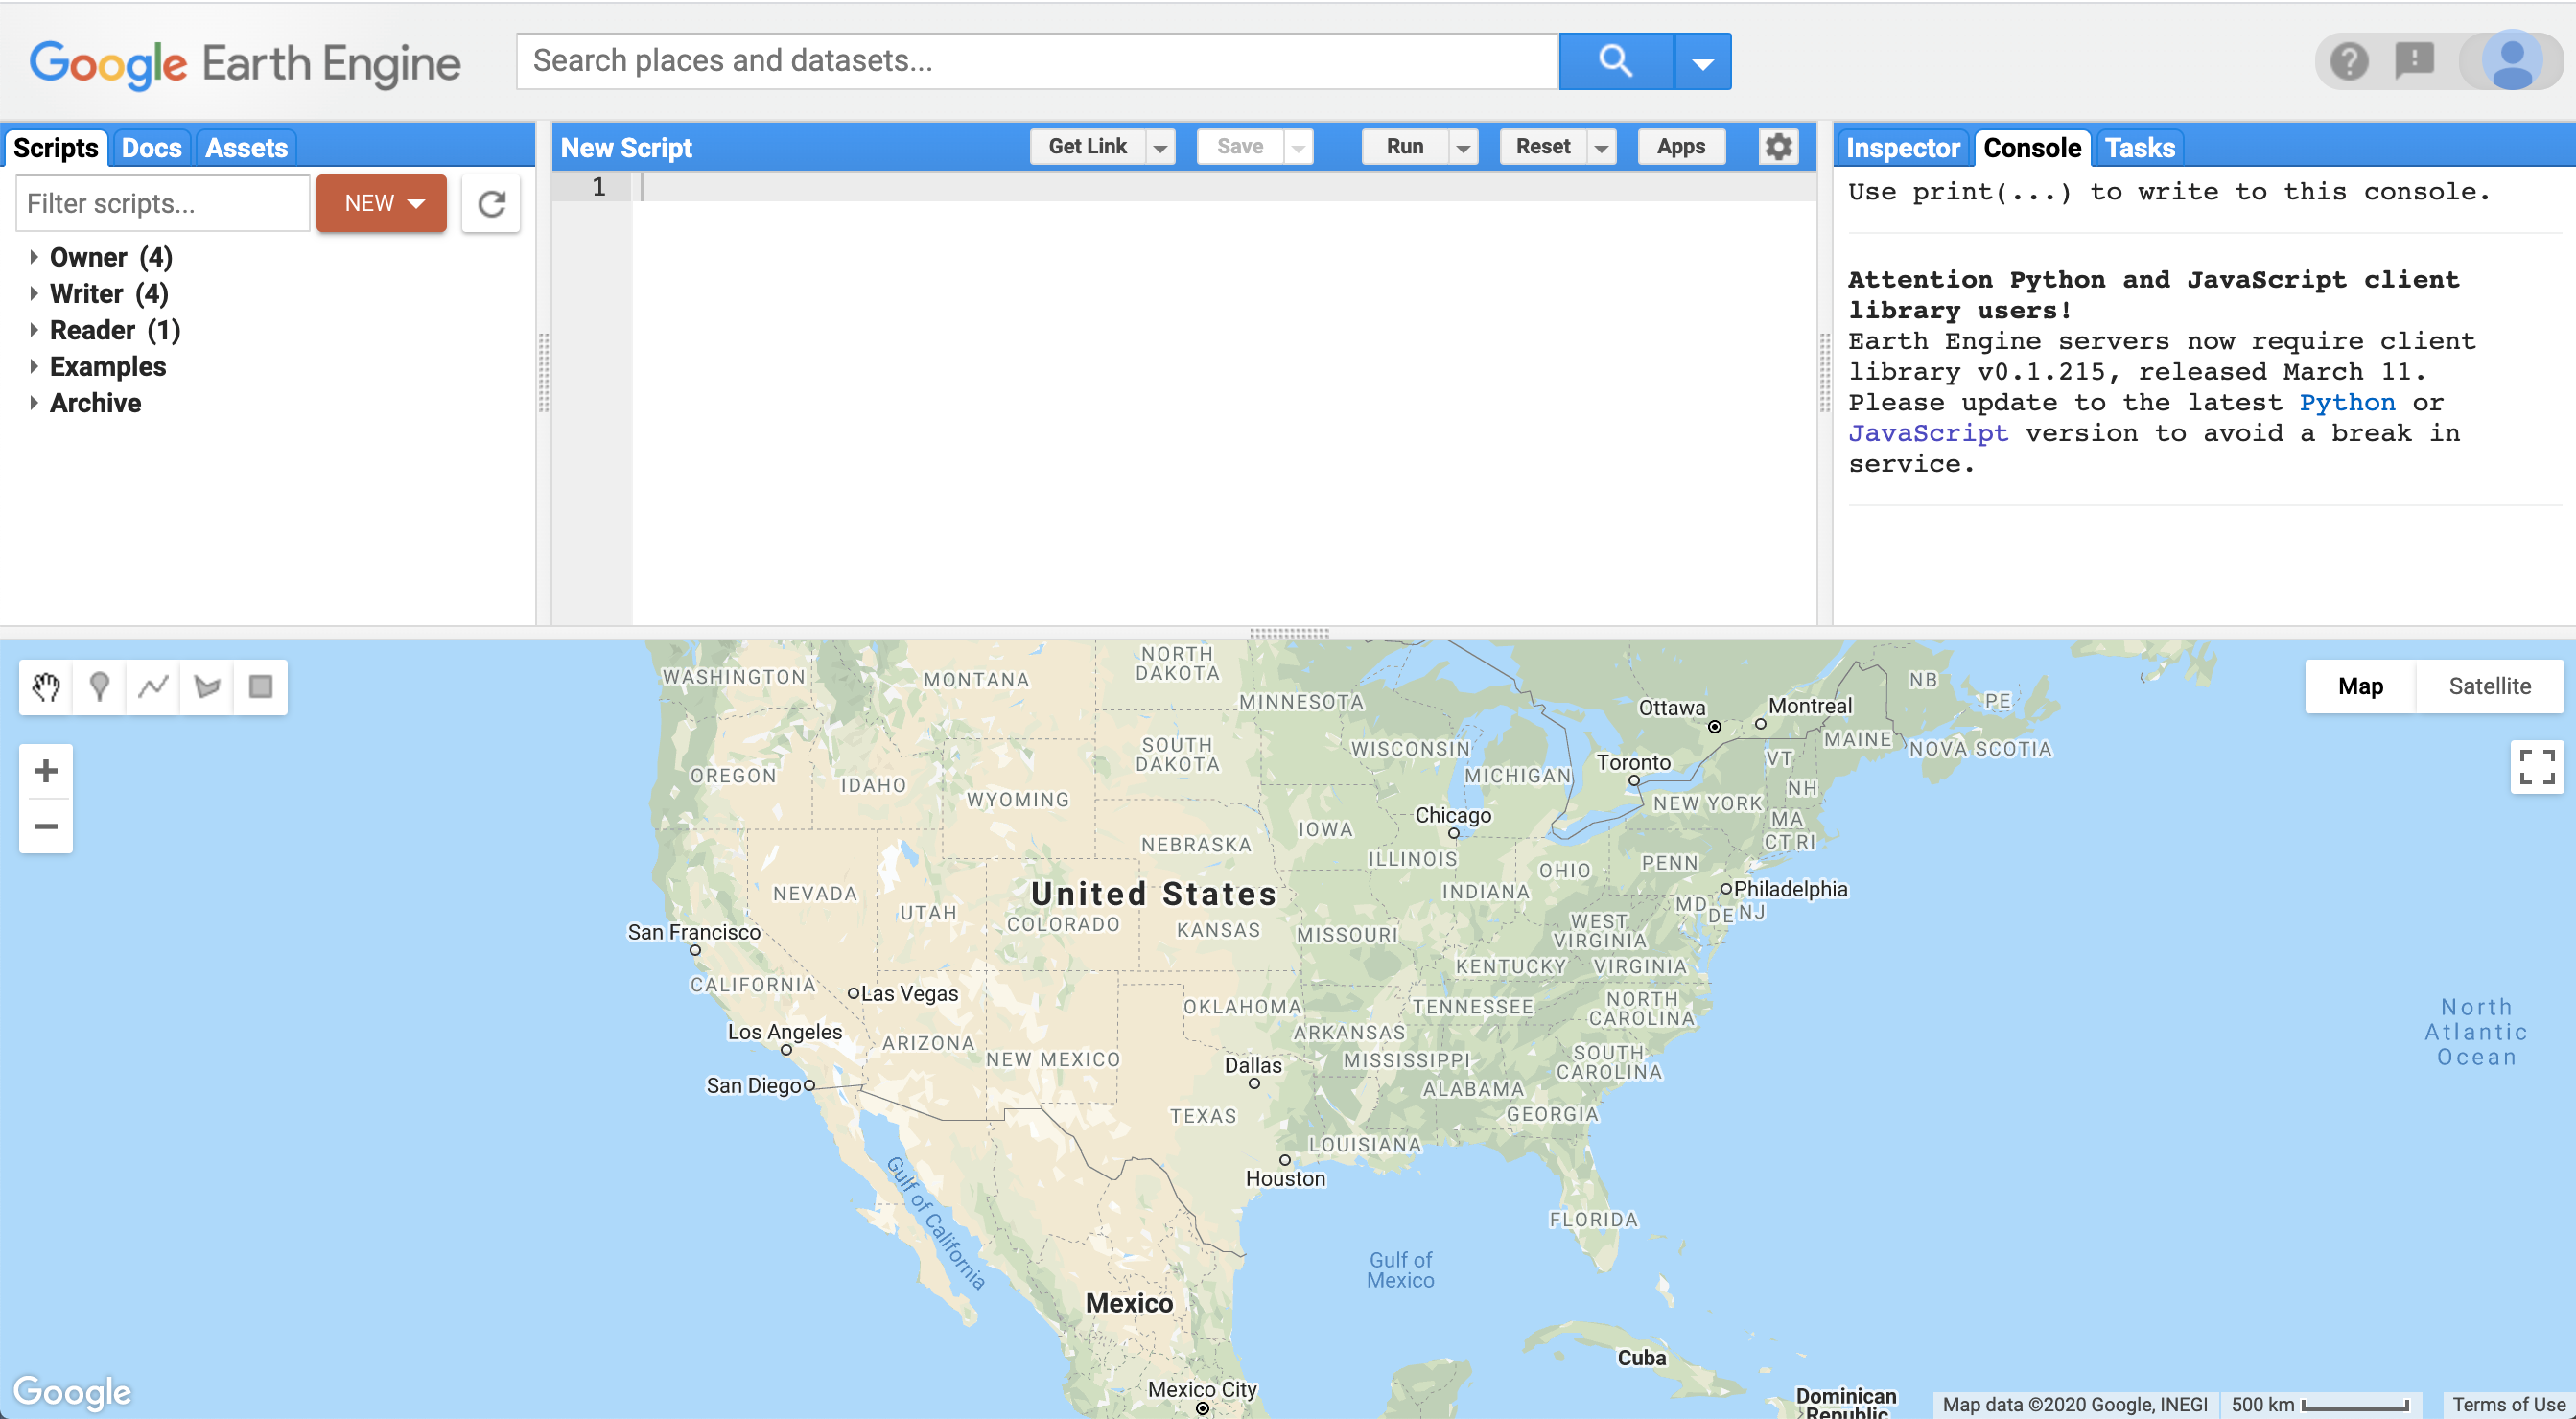 Google Earth Engine
Search places and datasets...
Scripts Docs Assets
Filter scripts... NEW
Owner (4)
Writer (4)
Reader (1)
Examples
Archive
New Script Get Link Save Run Reset Apps
1
Inspector Console Tasks
Use print(...) to write to this console.
Attention Python and JavaScript client
library users!
Earth Engine servers now require client
library v0.1.215, released March 11.
Please update to the latest Python or
JavaScript version to avoid a break in
service.
Map Satellite
WASHINGTON
MONTANA
NORTH
DAKOTA
MINNESOTA
Ottawa
Montreal
NB
PE
OREGON
IDAHO
WYOMING
SOUTH
DAKOTA
WISCONSIN
MICHIGAN
Toronto
VT
MAINE
NOVA SCOTIA
NH
NEW YORK
MA
CT RI
Chicago
IOWA
NEBRASKA
ILLINOIS
INDIANA
OHIO
PENN
Philadelphia
MD
DE
NJ
NEVADA
UTAH
United States
COLORADO
KANSAS
MISSOURI
WEST
VIRGINIA
San Francisco
CALIFORNIA
Las Vegas
KENTUCKY
VIRGINIA
Los Angeles
ARIZONA
NEW MEXICO
OKLAHOMA
ARKANSAS
TENNESSEE
NORTH
CAROLINA
North
Atlantic
Ocean
San Diego
Dallas
MISSISSIPPI
ALABAMA
SOUTH
CAROLINA
TEXAS
GEORGIA
LOUISIANA
Houston
Gulf of California
FLORIDA
Gulf of
Mexico
Mexico
Cuba
Mexico City
Dominican
Republic
Google
Map data ©2020 Google, INEGI 500 km Terms of Use